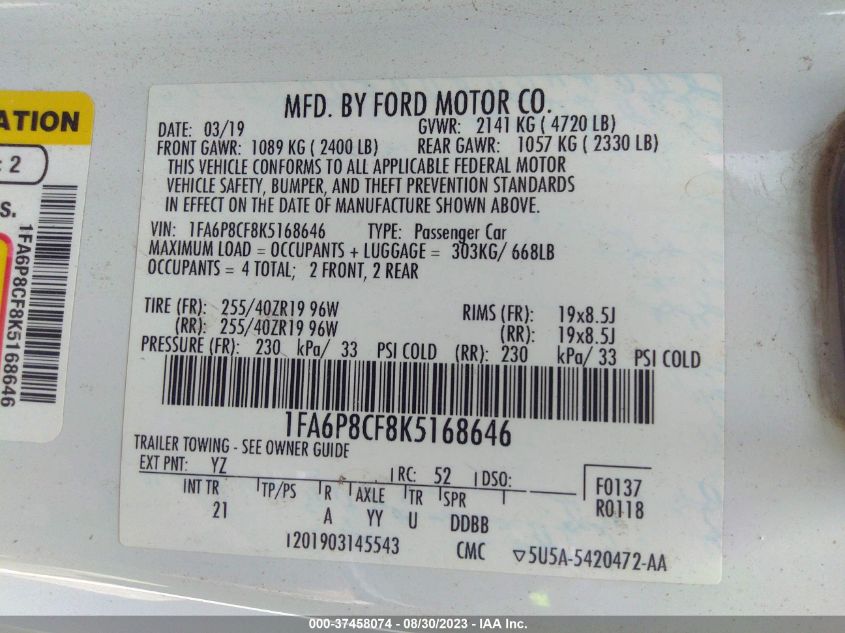 ATION
: 2
S.
1FA6P8CF8K5168646
MFD. BY FORD MOTOR CO.
DATE: 03/19 GVWR: 2141 KG ( 4720 LB)
FRONT GAWR: 1089 KG ( 2400 LB) REAR GAWR: 1057 KG ( 2330 LB)
THIS VEHICLE CONFORMS TO ALL APPLICABLE FEDERAL MOTOR
VEHICLE SAFETY, BUMPER, AND THEFT PREVENTION STANDARDS
IN EFFECT ON THE DATE OF MANUFACTURE SHOWN ABOVE.
VIN: 1FA6P8CF8K5168646 TYPE: Passenger Car
MAXIMUM LOAD = OCCUPANTS + LUGGAGE = 303KG/ 668LB
OCCUPANTS = 4 TOTAL; 2 FRONT, 2 REAR
TIRE (FR): 255/40ZR19 96W RIMS (FR): 19x8.5J
(RR): 255/40ZR19 96W (RR): 19x8.5J
PRESSURE (FR): 230 kPa/ 33 PSI COLD (RR): 230 kPa/ 33 PSI COLD
1FA6P8CF8K5168646
TRAILER TOWING - SEE OWNER GUIDE
EXT PNT: YZ RC: 52 DSO: F0137
INT TR TP/PS R AXLE TR SPR R0118
21 A YY U DDBB
120190314554​3 CMC ▽5U5A-5420472-AA
000-37458074 - 08/30/2023 - IAA Inc.